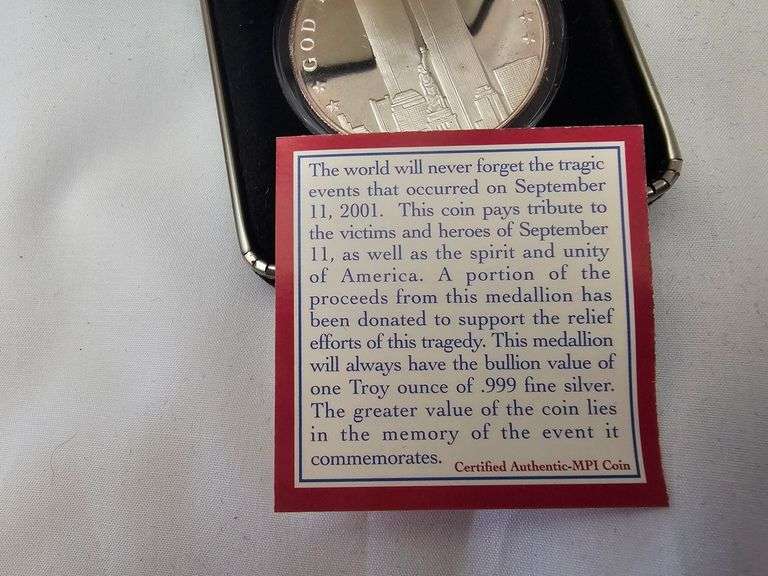 GOD
The world will never forget the tragic
events that occurred on September
11, 2001. This coin pays tribute to
the victims and heroes of September
11, as well as the spirit and unity
of America. A portion of the
proceeds from this medallion has
been donated to support the relief
efforts of this tragedy. This medallion
will always have the bullion value of
one Troy ounce of .999 fine silver.
The greater value of the coin lies
in the memory of the event it
commemorates.
Certified Authentic-MPI Coin